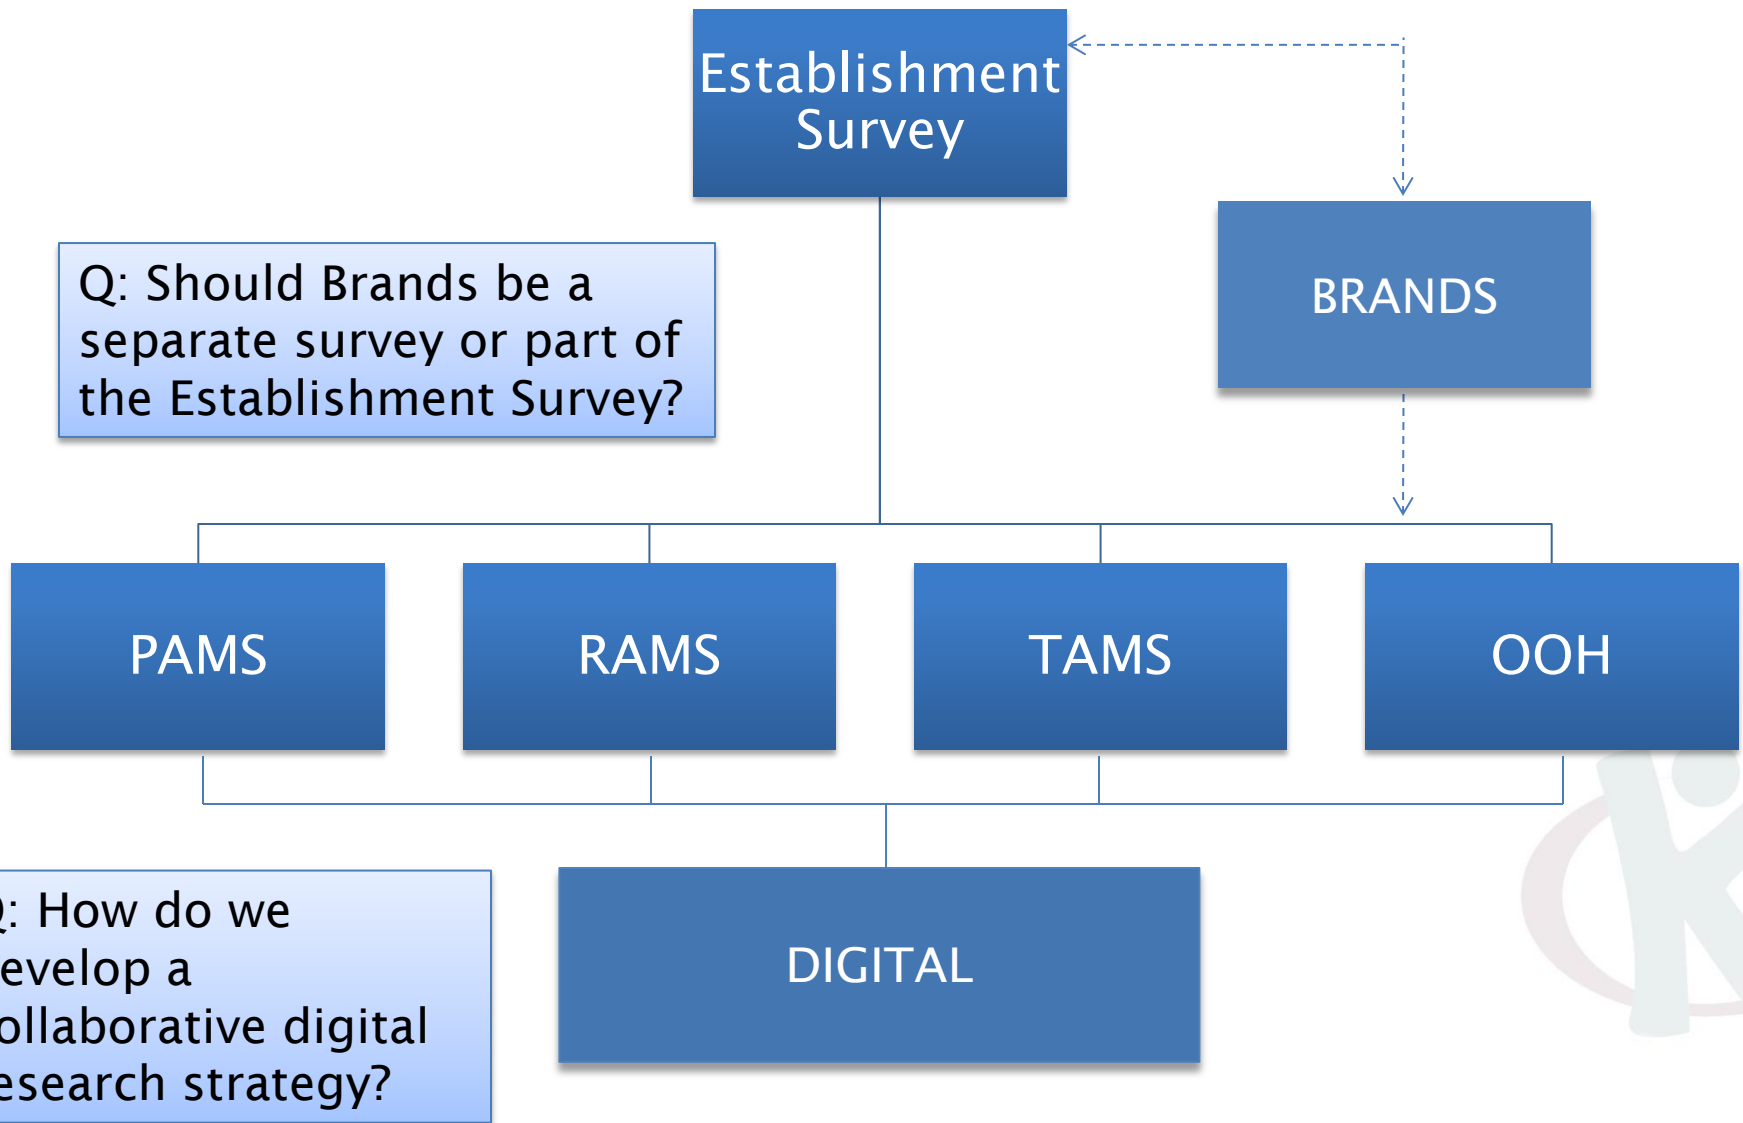 Establishment
Survey
Q: Should Brands be a
separate survey or part of
the Establishment Survey?
BRANDS
PAMS
RAMS
TAMS
OOH
: How do we
evelop a
ollaborative digital
esearch strategy?
DIGITAL